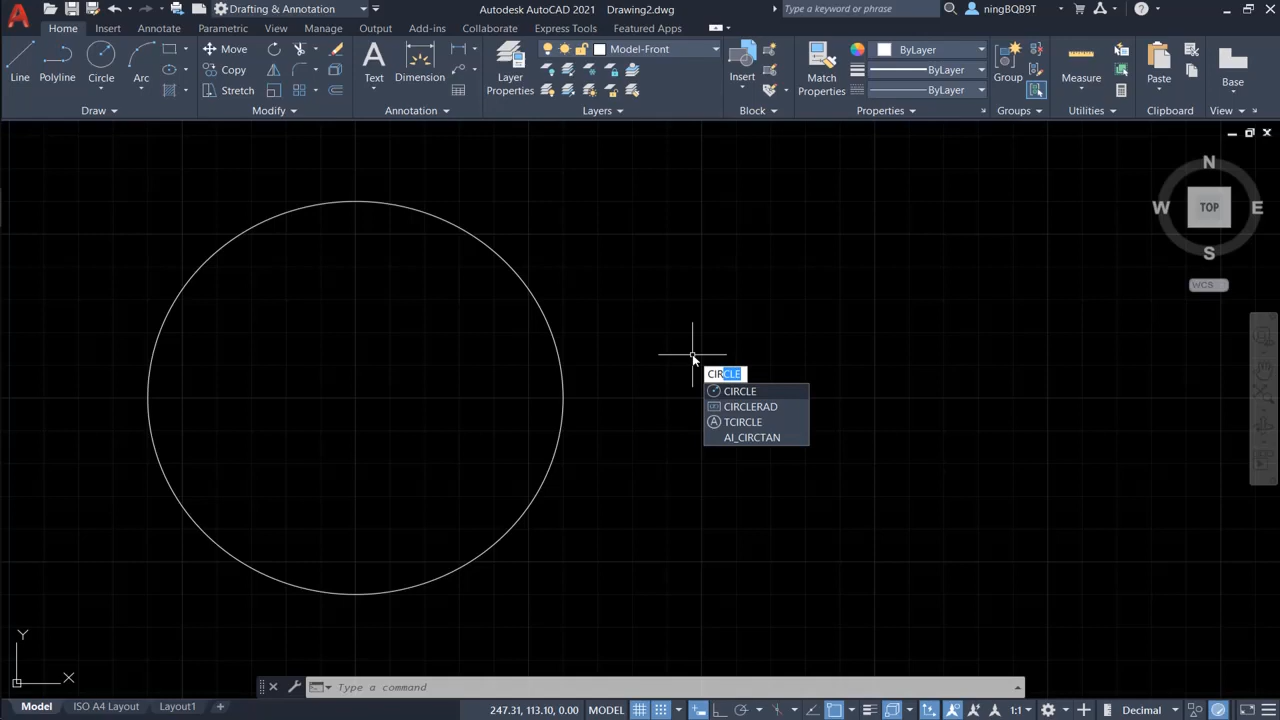 Drafting & Annotation
Autodesk AutoCAD 2021 Drawing2.dwg
Type a keyword or phrase
ningBQB9T
Home Insert Annotate Parametric View Manage Output Add-ins Collaborate Express Tools Featured Apps
Line Polyline Circle Arc
Move
Copy
Stretch
Text Dimension
Layer Properties
Model-Front
Insert
Match Properties
ByLayer
ByLayer
ByLayer
Group
Measure
Paste
Base
Draw Modify Annotation Layers Block Properties Groups Utilities Clipboard View
N
W TOP E
S
WCS
CIRCLE
CIRCLE
CIRCLERAD
TCIRCLE
AI_CIRCTAN
Y
X
Type a command
Model ISO A4 Layout Layout1 +
247.31, 113.10, 0.00 MODEL 1:1 Decimal